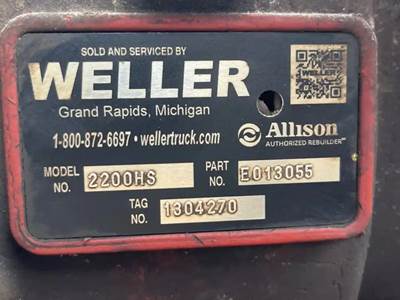 SOLD AND SERVICED BY
WELLER
Grand Rapids, Michigan
1-800-872-6697 • wellertruck.com
WELLER
Allison
AUTHORIZED REBUILDER
MODEL NO. 2200HS
PART NO. E013055
TAG NO. 1304270